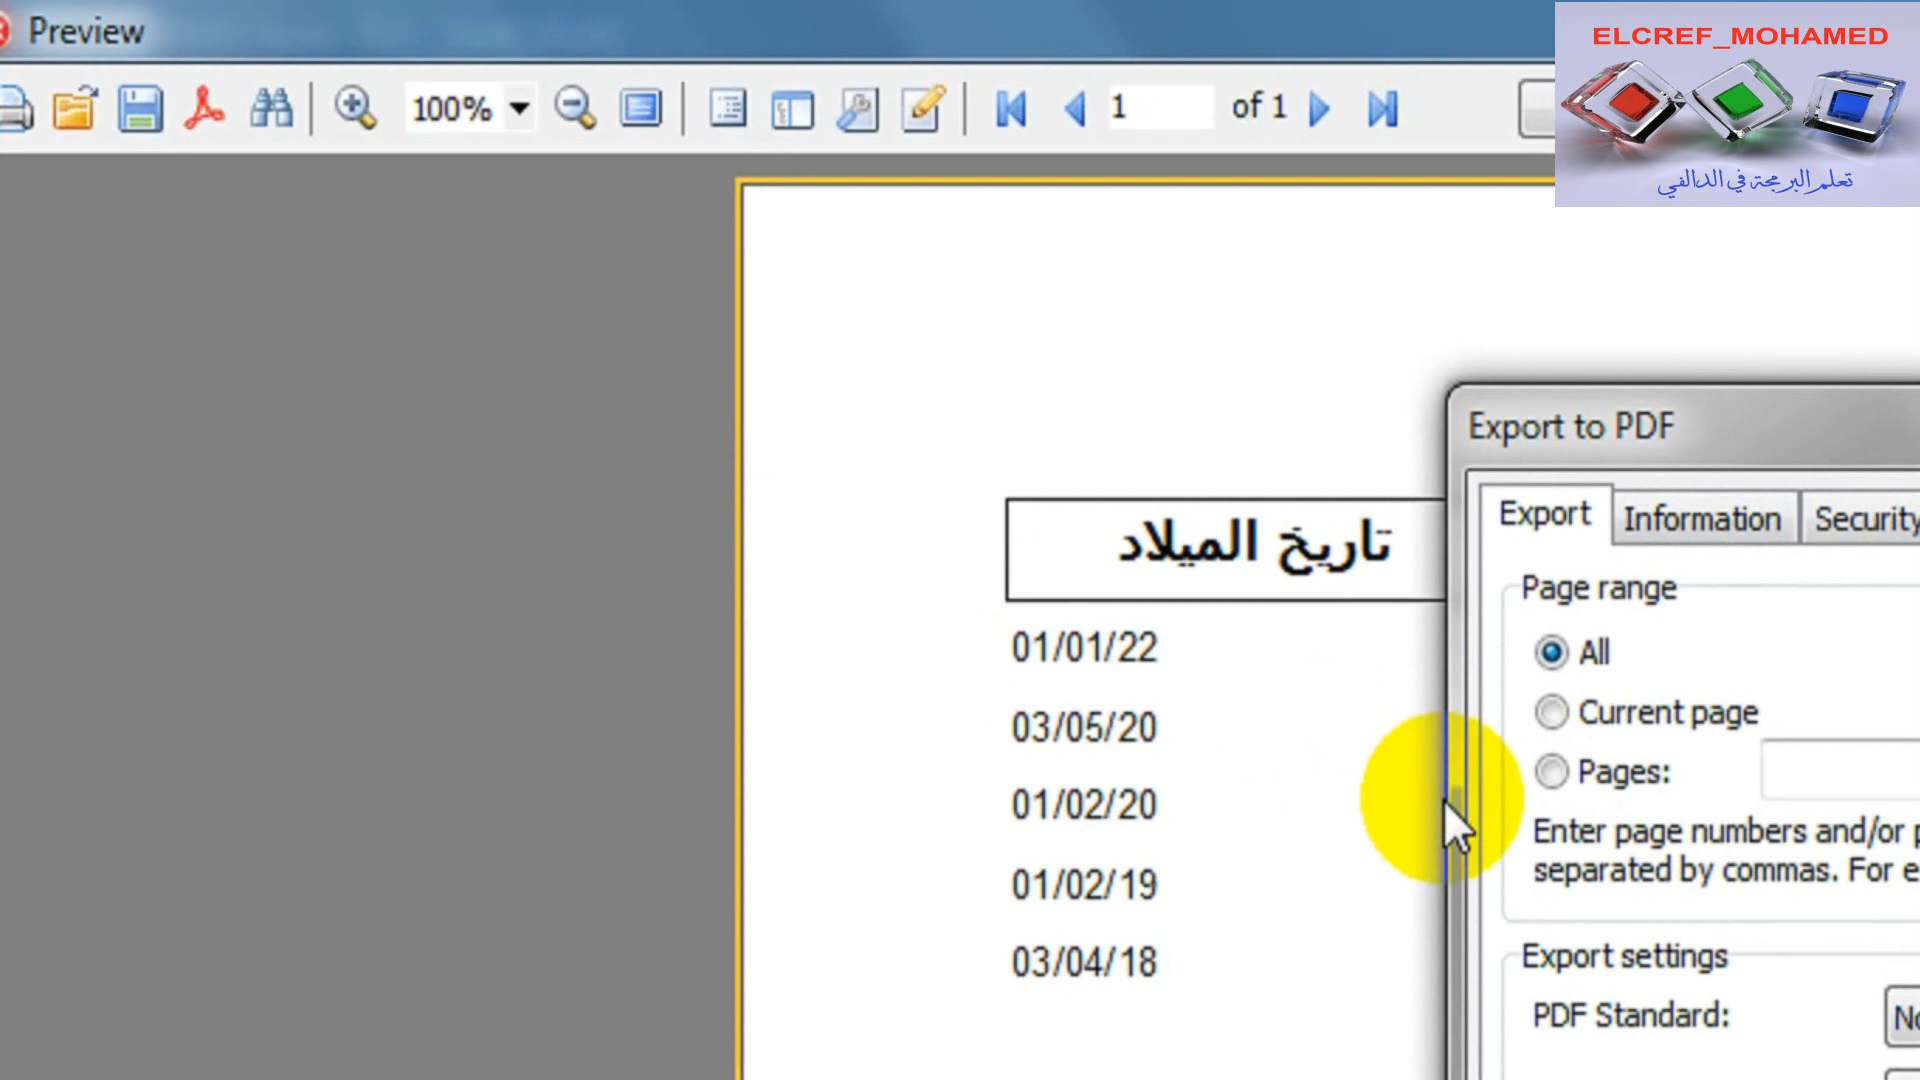 Preview
ELCREF_MOHAMED
100%
1
of 1
تعلم البرمجة في الدالفي
Export to PDF
Export
Information
Security
تاريخ الميلاد
Page range
All
01/01/22
Current page
03/05/20
Pages:
01/02/20
Enter page numbers and/or
separated by commas. For
01/02/19
Export settings
03/04/18
PDF Standard: